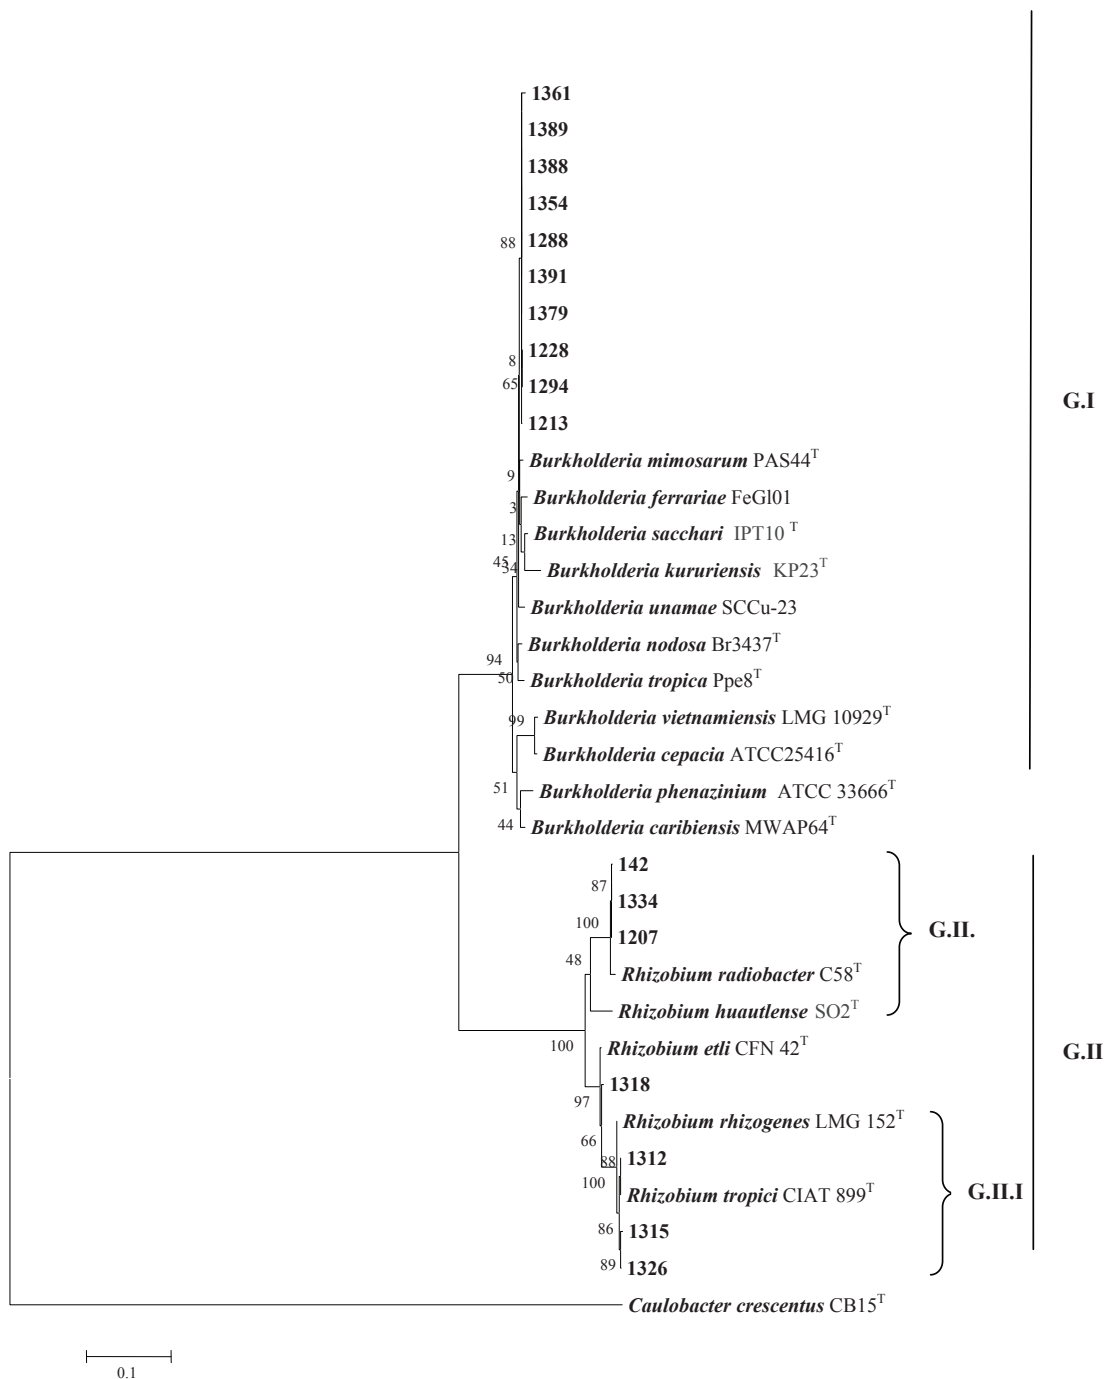 1361
1389
1388
1354
88
1288
1391
1379
1228
8
65
1294
G.I
1213
Burkholderia mimosarum PAS44T
9
Burkholderia ferrariae FeGl01
3
Burkholderia sacchari IPT10 T
13
45
54
Burkholderia kururiensis KP23T
Burkholderia unamae SCCu-23
Burkholderia nodosa Br3437T
94
50
Burkholderia tropica Ppe8T
99
Burkholderia vietnamiensis LMG 10929T
Burkholderia cepacia ATCC25416T
51
Burkholderia phenazinium ATCC 33666T
44
Burkholderia caribiensis MWAP64T
142
87
1334
100
G.II.
1207
48
Rhizobium radiobacter C58T
Rhizobium huautlense SO2T
100
Rhizobium etli CFN 42T
G.II
1318
97
Rhizobium rhizogenes LMG 152T
66
88
1312
100
Rhizobium tropici CIAT 899T
G.II.I
86
1315
89
1326
Caulobacter crescentus CB15T
0.1